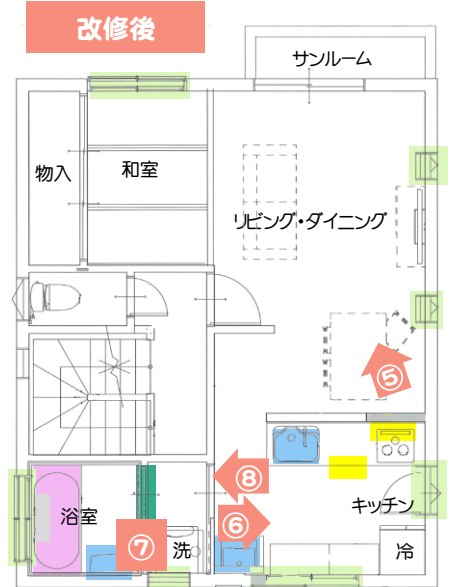 改修後
サンルーム
物入
和室
リビング・ダイニング
⑤
⑧
キッチン
浴室
⑥
⑦
洗
冷